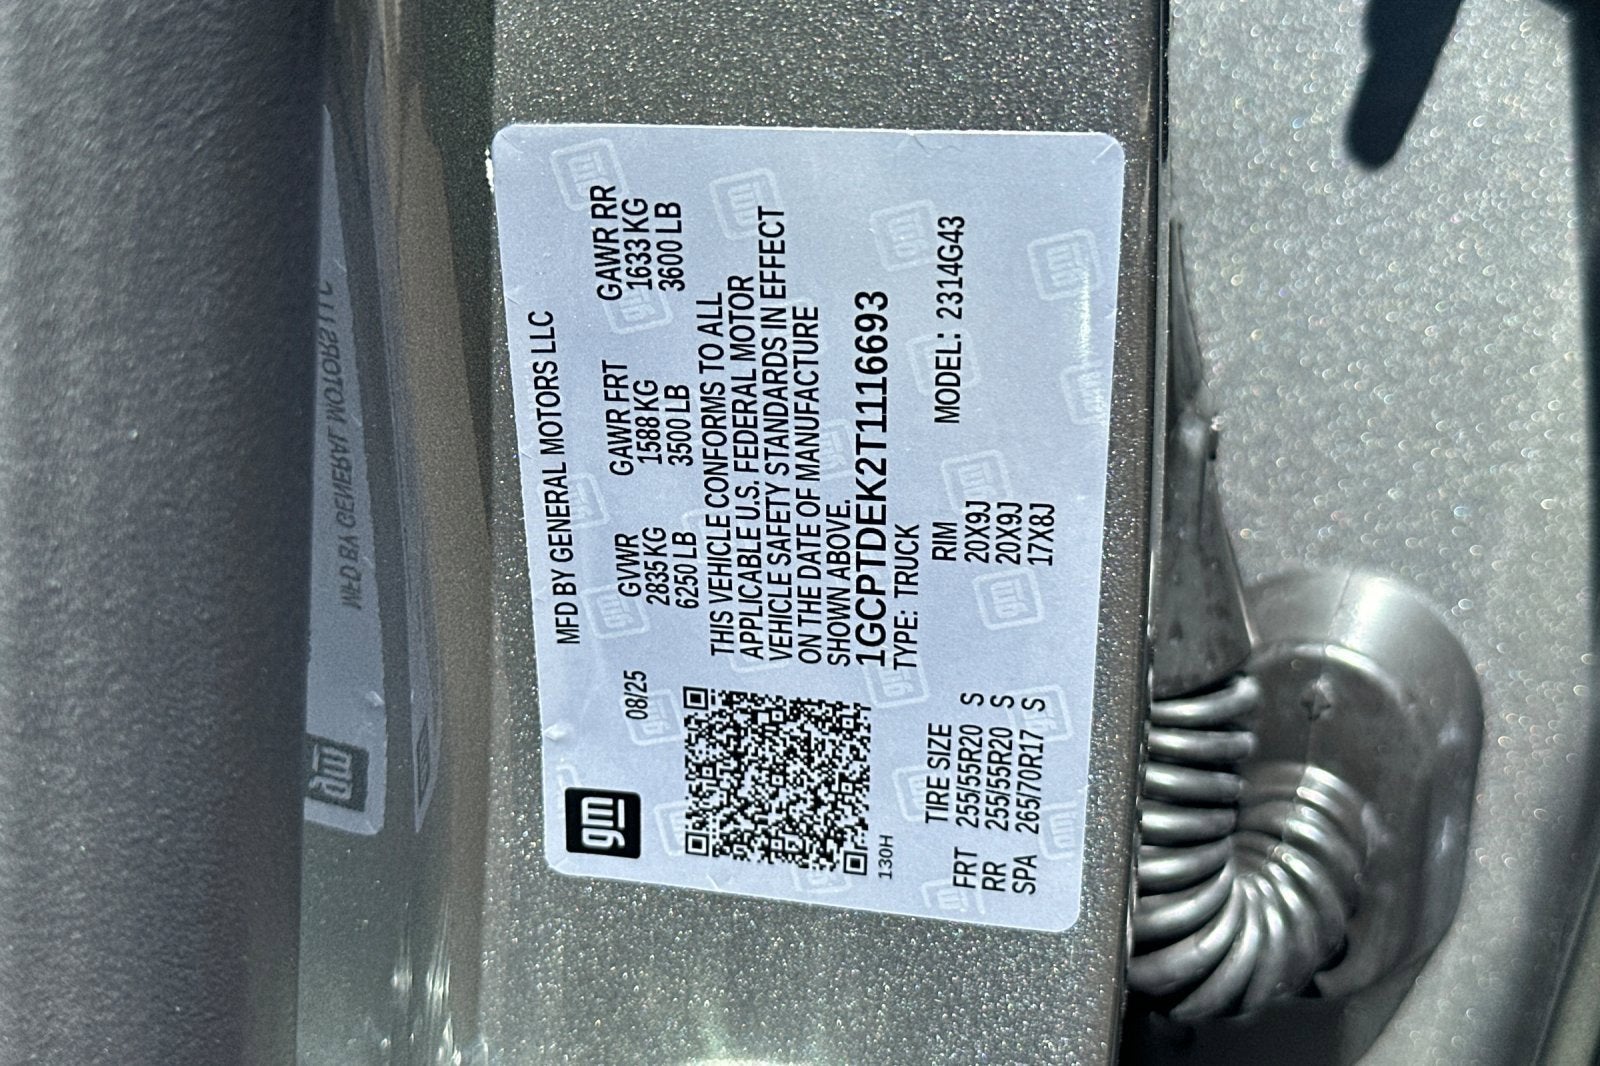 gm
MFD BY GENERAL MOTORS LLC
08/25
GVWR GAWR FRT GAWR RR
2835 KG 1588 KG 1633 KG
6250 LB 3500 LB 3600 LB
THIS VEHICLE CONFORMS TO ALL
APPLICABLE U.S. FEDERAL MOTOR
VEHICLE SAFETY STANDARDS IN EFFECT
ON THE DATE OF MANUFACTURE
SHOWN ABOVE.
1GCPTDEK2T1116693
TYPE: TRUCK
130H
MODEL: 2314G43
TIRE SIZE RIM
FRT 255/55R20 S 20X9J
RR 255/55R20 S 20X9J
SPA 265/70R17 S 17X8J